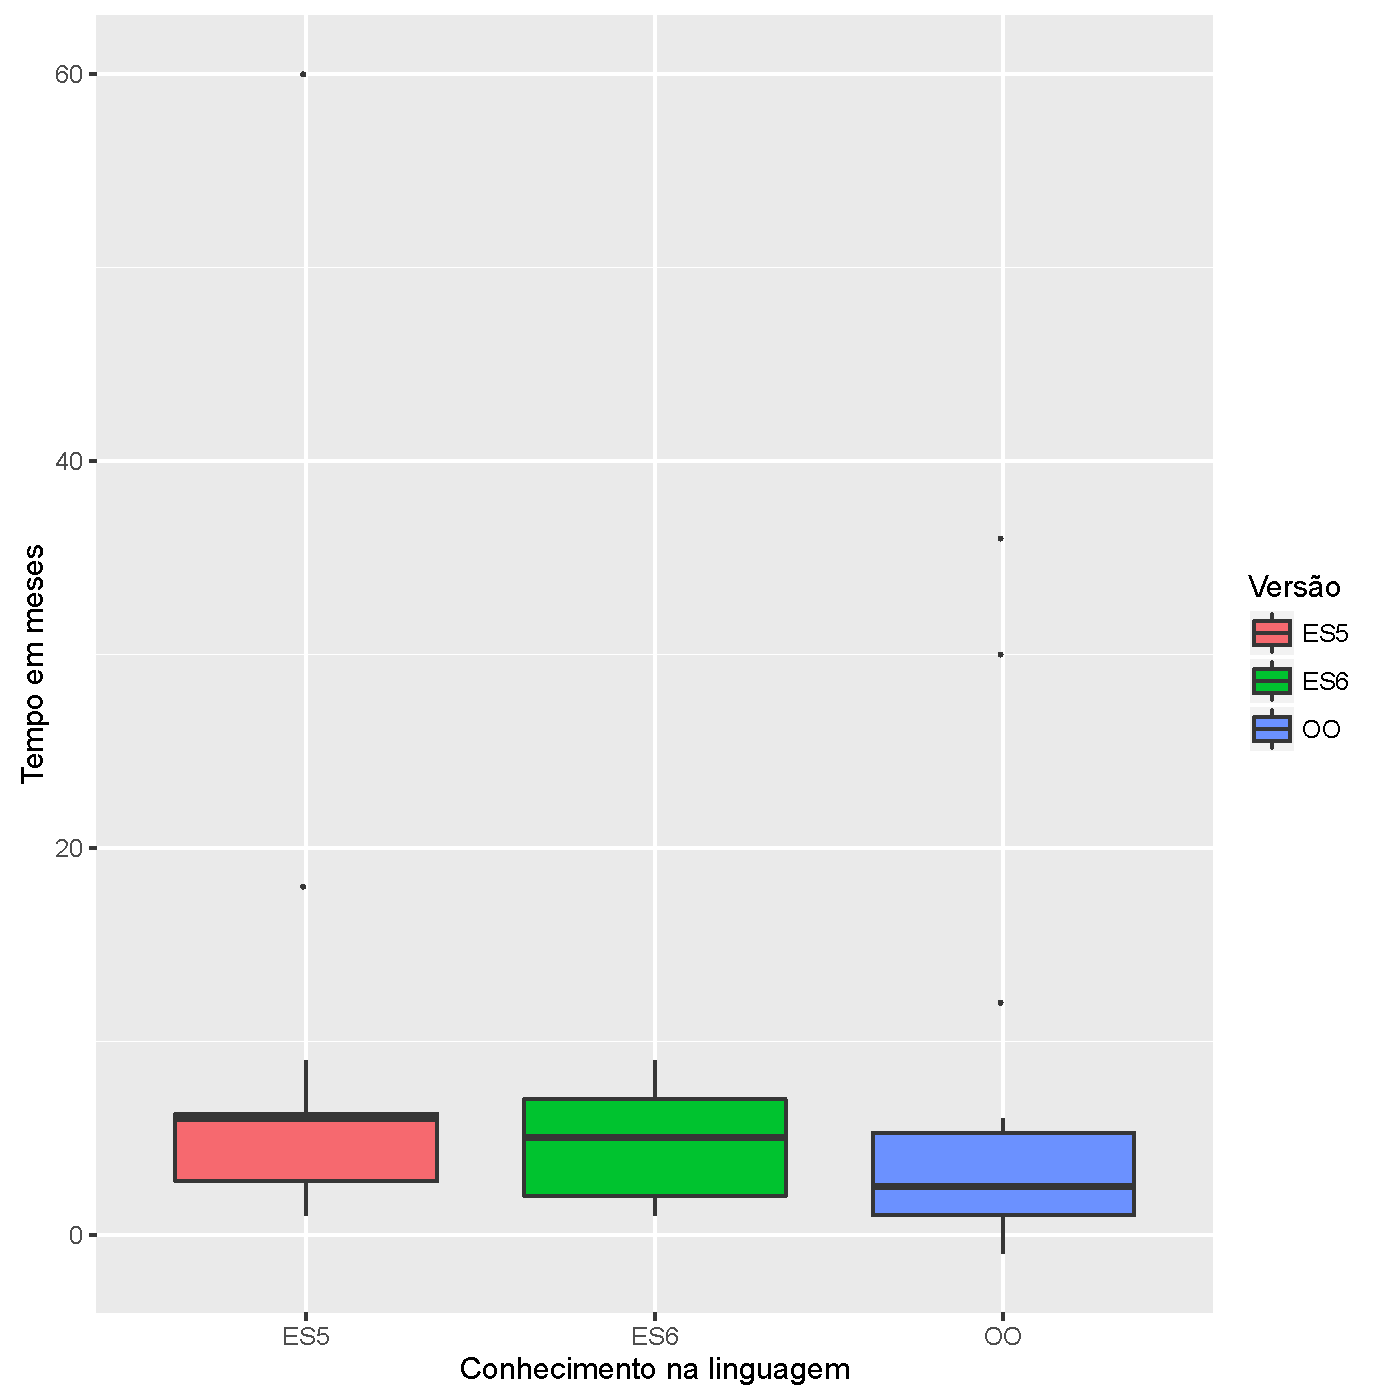 60
40
20
0
Tempo em meses
ES5
ES6
OO
Conhecimento na linguagem
Versão
ES5
ES6
OO